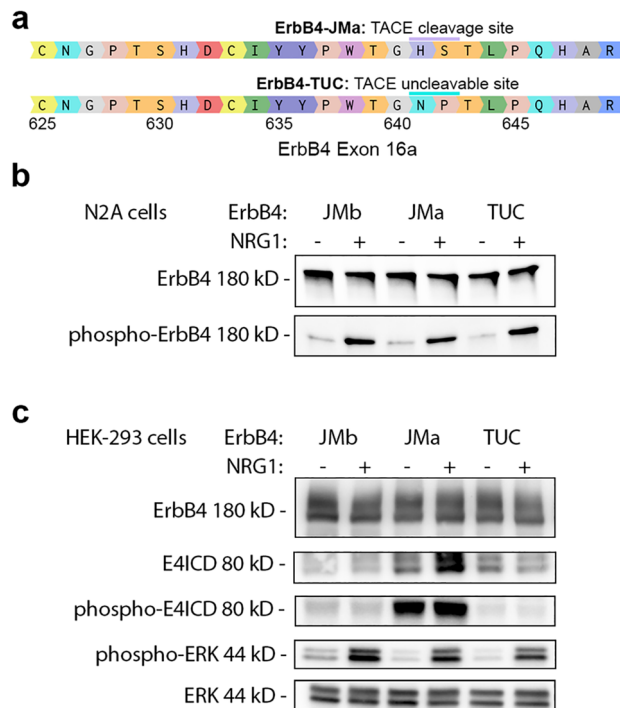 a
ErbB4-JMa: TACE cleavage site
C N G P T S H D C I Y Y P W T G H S T L P Q H A R
ErbB4-TUC: TACE uncleavable site
C N G P T S H D C I Y Y P W T G N P T L P Q H A R
625 630 635 640 645
ErbB4 Exon 16a
b
N2A cells ErbB4: JMb JMa TUC
NRG1: - + - + - +
ErbB4 180 kD -
phospho-ErbB4 180 kD -
c
HEK-293 cells ErbB4: JMb JMa TUC
NRG1: - + - + - +
ErbB4 180 kD -
E4ICD 80 kD -
phospho-E4ICD 80 kD -
phospho-ERK 44 kD -
ERK 44 kD -